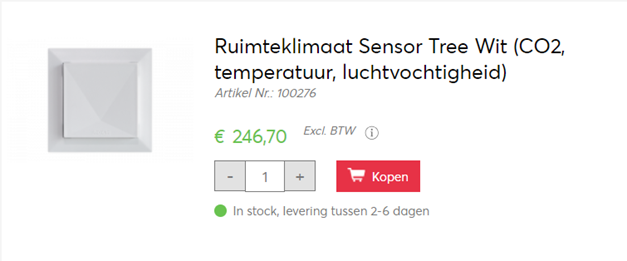 Ruimteklimaat Sensor Tree Wit (CO2,
temperatuur, luchtvochtigheid)
Artikel Nr.: 100276
€ 246,70 Excl. BTW i
- 1 + Kopen
In stock, levering tussen 2-6 dagen